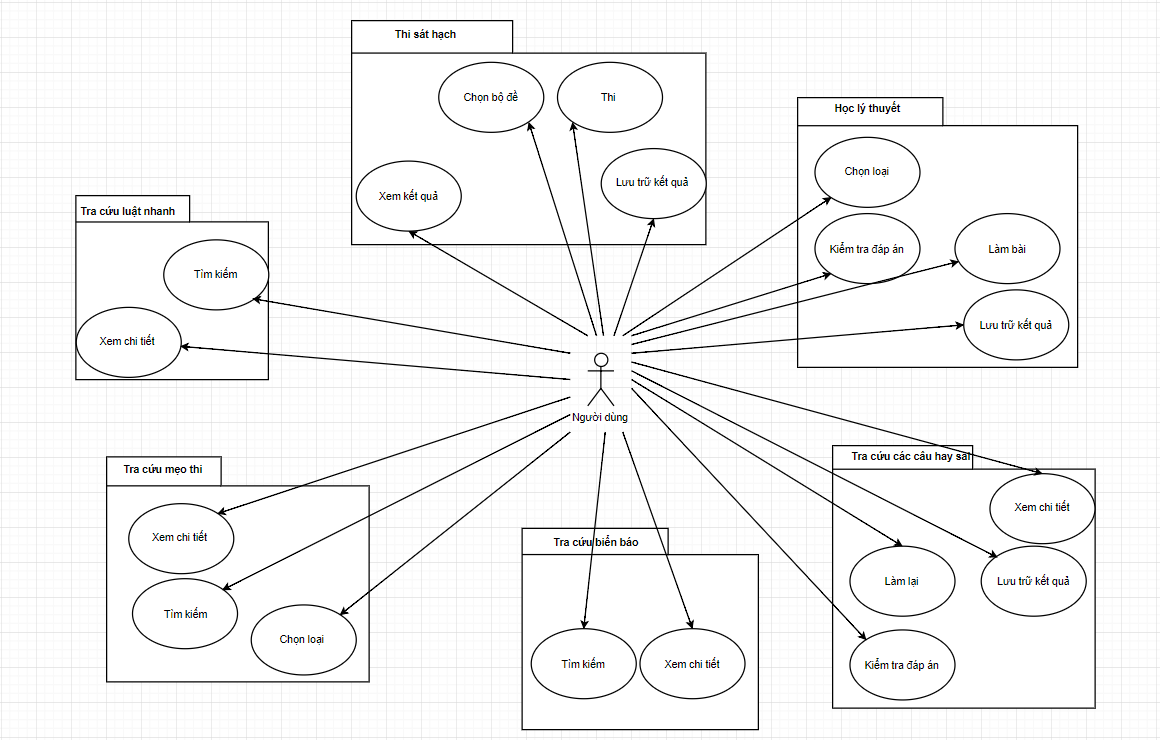 Thi sát hạch
Chọn bộ đề
Thi
Xem kết quả
Lưu trữ kết quả
Học lý thuyết
Chọn loại
Kiểm tra đáp án
Làm bài
Lưu trữ kết quả
Tra cứu luật nhanh
Tìm kiếm
Xem chi tiết
Người dùng
Tra cứu mẹo thi
Xem chi tiết
Tìm kiếm
Chọn loại
Tra cứu biển báo
Tìm kiếm
Xem chi tiết
Tra cứu các câu hay sai
Xem chi tiết
Làm lại
Lưu trữ kết quả
Kiểm tra đáp án